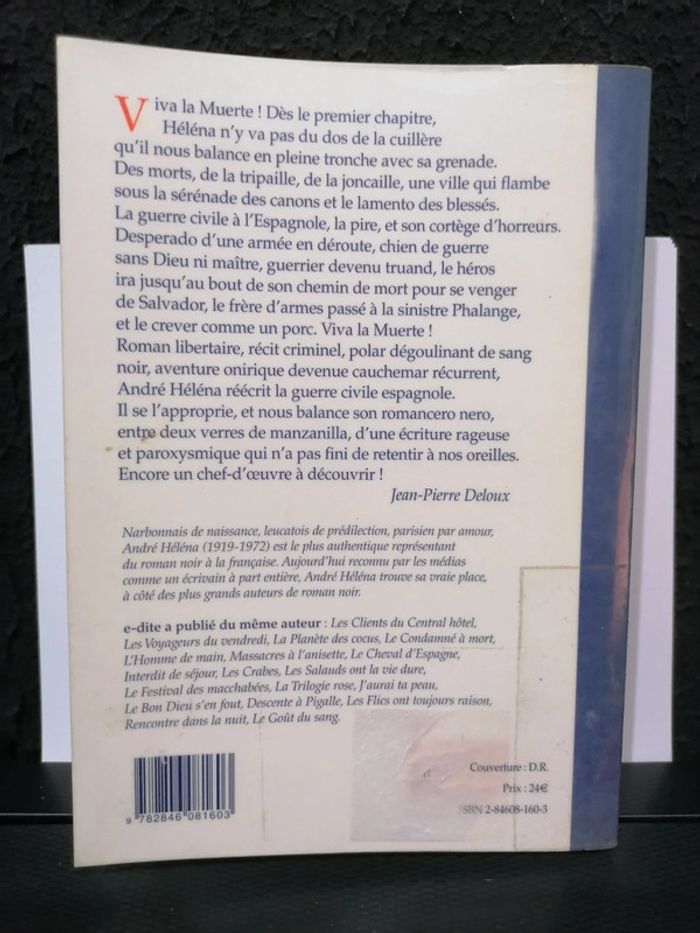 Viva la Muerte ! Dès le premier chapitre,
Héléna n'y va pas du dos de la cuillère
qu'il nous balance en pleine tronche avec sa grenade.
Des morts, de la tripaille, de la joncaille, une ville qui flambe
sous la sérénade des canons et le lamento des blessés.
La guerre civile à l'Espagnole, la pire, et son cortège d'horreurs.
Desperado d'une armée en déroute, chien de guerre
sans Dieu ni maître, guerrier devenu truand, le héros
ira jusqu'au bout de son chemin de mort pour se venger
de Salvador, le frère d'armes passé à la sinistre Phalange,
et le crever comme un porc. Viva la Muerte !
Roman libertaire, récit criminel, polar dégoulinant de sang
noir, aventure onirique devenue cauchemar récurrent,
André Héléna réécrit la guerre civile espagnole.
Il se l'approprie, et nous balance son romancero nero,
entre deux verres de manzanilla, d'une écriture rageuse
et paroxysmique qui n'a pas fini de retentir à nos oreilles.
Encore un chef-d'œuvre à découvrir !
Jean-Pierre Deloux
Narbonnais de naissance, leucatois de prédilection, parisien par amour,
André Héléna (1919-1972) est le plus authentique représentant
du roman noir à la française. Aujourd'hui reconnu par les médias
comme un écrivain à part entière, André Héléna trouve sa vraie place,
à côté des plus grands auteurs de roman noir.
e-dite a publié du même auteur : Les Clients du Central hôtel,
Les Voyageurs du vendredi, La Planète des cocus, Le Condamné à mort,
L'Homme de main, Massacres à l'anisette, Le Cheval d'Espagne,
Interdit de séjour, Les Crabes, Les Salauds ont la vie dure,
Le Festival des macchabées, La Trilogie rose, J'aurai ta peau,
Le Bon Dieu s'en fout, Descente à Pigalle, Les Flics ont toujours raison,
Rencontre dans la nuit, Le Goût du sang.
Couverture : D.R.
Prix : 24€
ISBN 2-84608-160-3
9 782846 081603